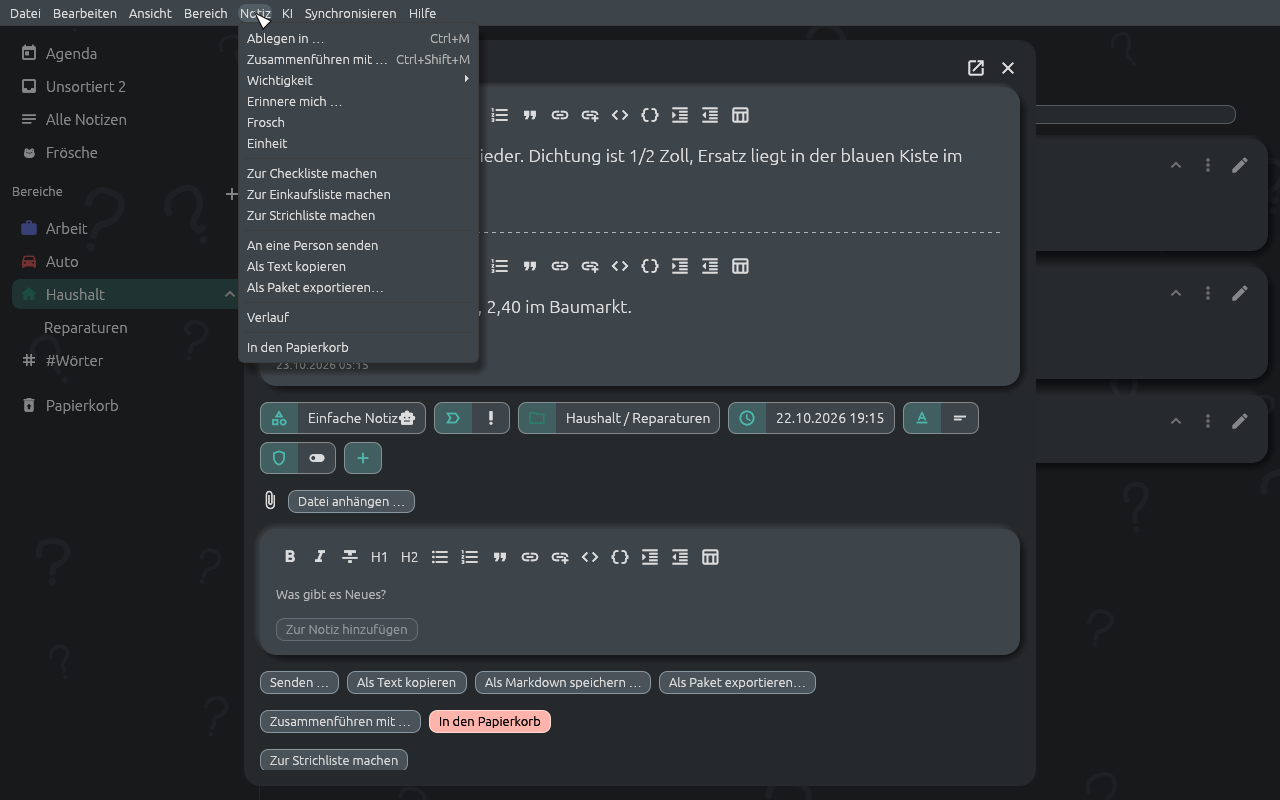 Datei Bearbeiten Ansicht Bereich Notiz KI Synchronisieren Hilfe
Agenda
Unsortiert 2
Alle Notizen
Frösche
Bereiche
Arbeit
Auto
Haushalt
Reparaturen
#Wörter
Papierkorb
Ablegen in … Ctrl+M
Zusammenführen mit … Ctrl+Shift+M
Wichtigkeit
Erinnere mich …
Frosch
Einheit
Zur Checkliste machen
Zur Einkaufsliste machen
Zur Strichliste machen
An eine Person senden
Als Text kopieren
Als Paket exportieren…
Verlauf
In den Papierkorb
ieder. Dichtung ist 1/2 Zoll, Ersatz liegt in der blauen Kiste im
, 2,40 im Baumarkt.
23.10.2026 05:15
Einfache Notiz
Haushalt / Reparaturen
22.10.2026 19:15
Datei anhängen …
H1 H2
Was gibt es Neues?
Zur Notiz hinzufügen
Senden … Als Text kopieren Als Markdown speichern … Als Paket exportieren…
Zusammenführen mit … In den Papierkorb
Zur Strichliste machen